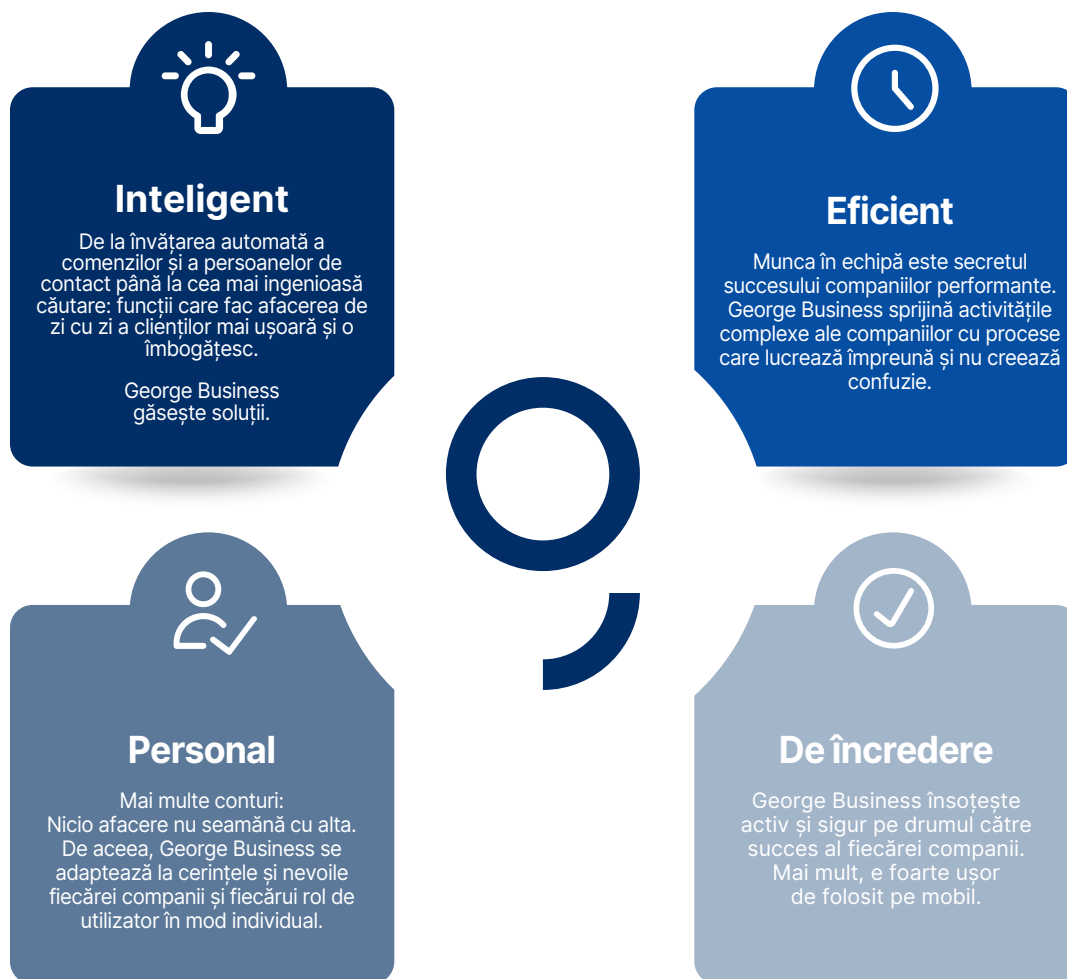 Inteligent
De la învățarea automată a
comenzilor și a persoanelor de
contact până la cea mai ingenioasă
căutare: funcții care fac afacerea de
zi cu zi a clienților mai ușoară și o
îmbogățesc.
George Business
găsește soluții.
Eficient
Munca în echipă este secretul
succesului companiilor performante.
George Business sprijină activitățile
complexe ale companiilor cu procese
care lucrează împreună și nu creează
confuzie.
Personal
Mai multe conturi:
Nicio afacere nu seamănă cu alta.
De aceea, George Business se
adaptează la cerințele și nevoile
fiecărei companii și fiecărui rol de
utilizator în mod individual.
De încredere
George Business însoțește
activ și sigur pe drumul către
succes al fiecărei companii.
Mai mult, e foarte ușor
de folosit pe mobil.